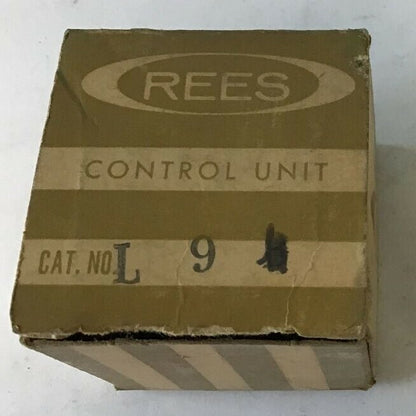 REES
CONTROL UNIT
CAT. NO. L 9